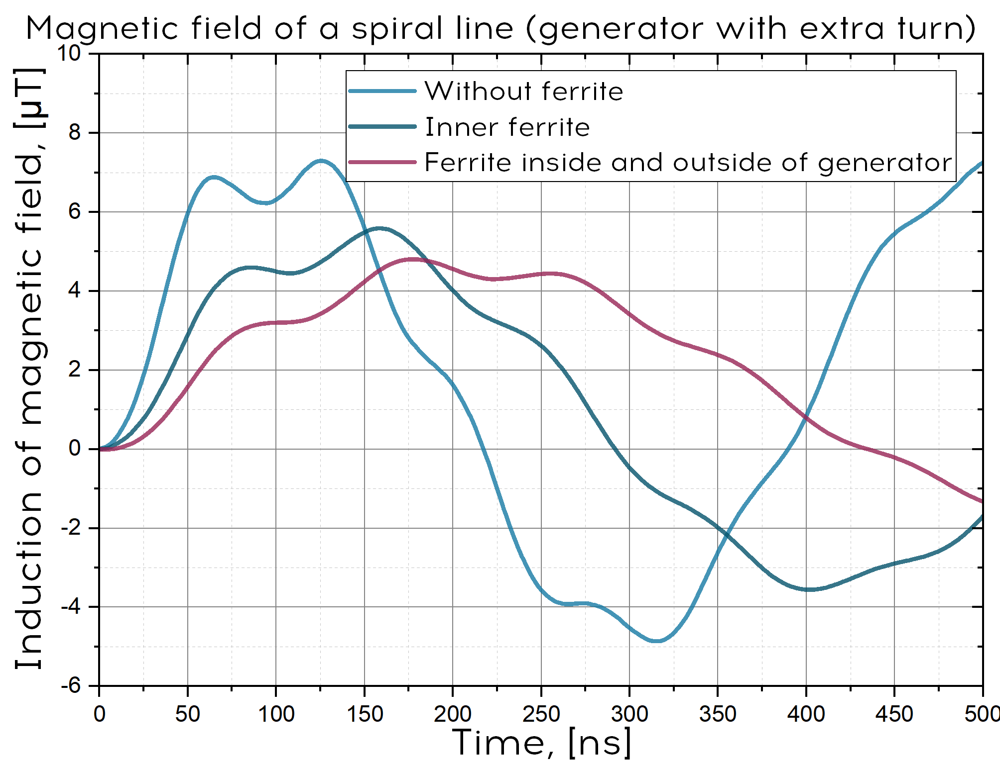 Magnetic field of a spiral line (generator with extra turn)
Induction of magnetic field, [µT]
10
8
6
4
2
0
-2
-4
-6
Without ferrite
Inner ferrite
Ferrite inside and outside of generator
0 50 100 150 200 250 300 350 400 450 500
Time, [ns]